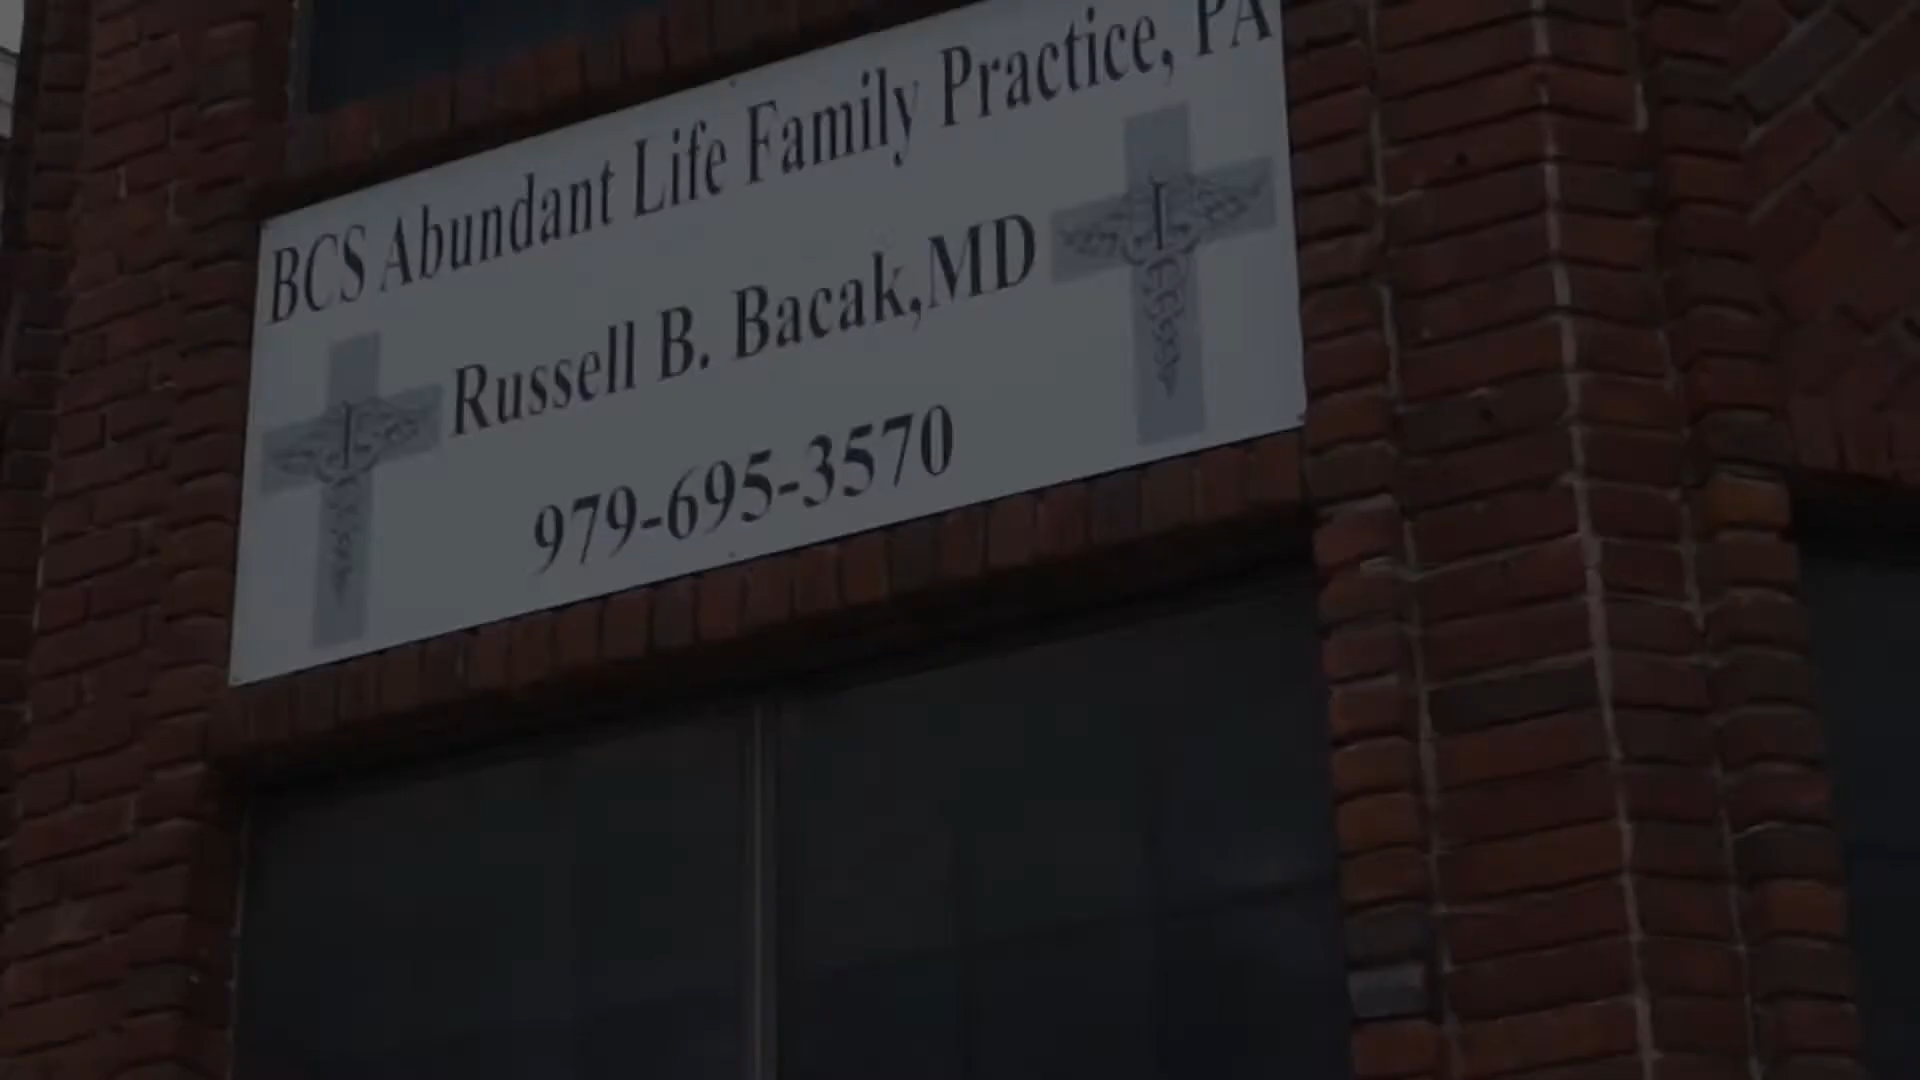 BCS Abundant Life Family Practice, PA
Russell B. Bacak,MD
979-695-3570